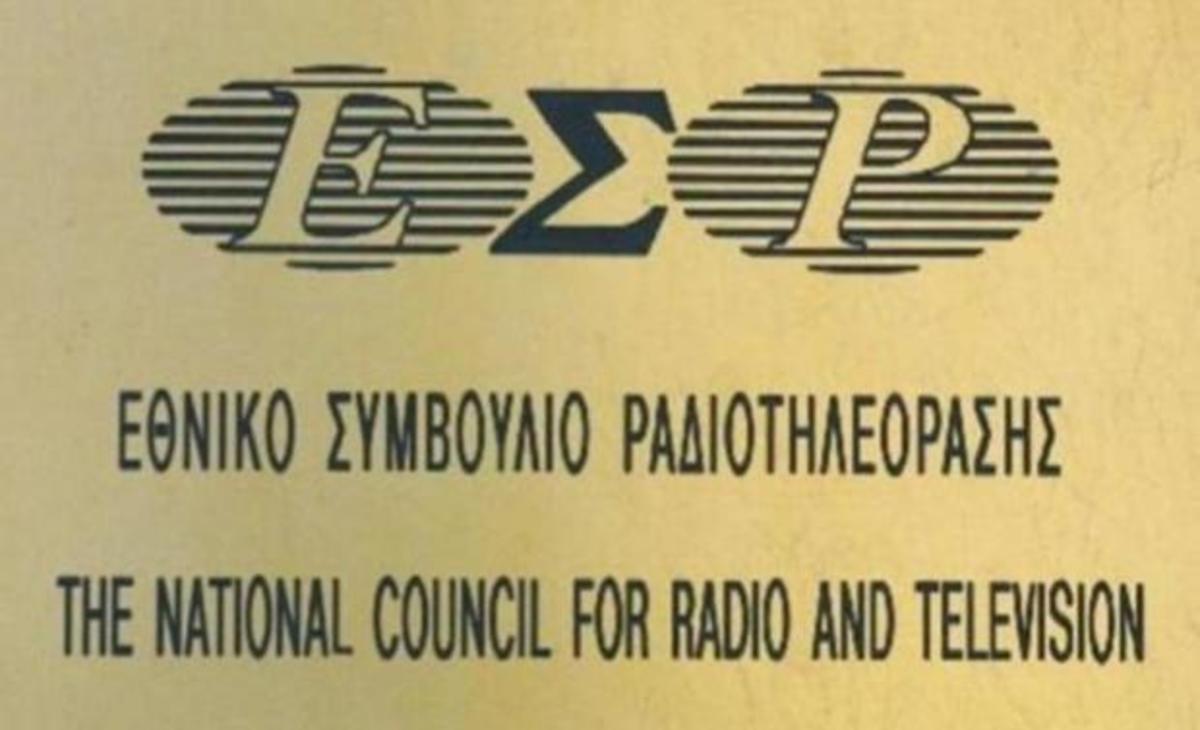 ΕΣΡ
ΕΘΝΙΚΟ ΣΥΜΒΟΥΛΙΟ ΡΑΔΙΟΤΗΛΕΟΡΑΣΗΣ
THE NATIONAL COUNCIL FOR RADIO AND TELEVISION